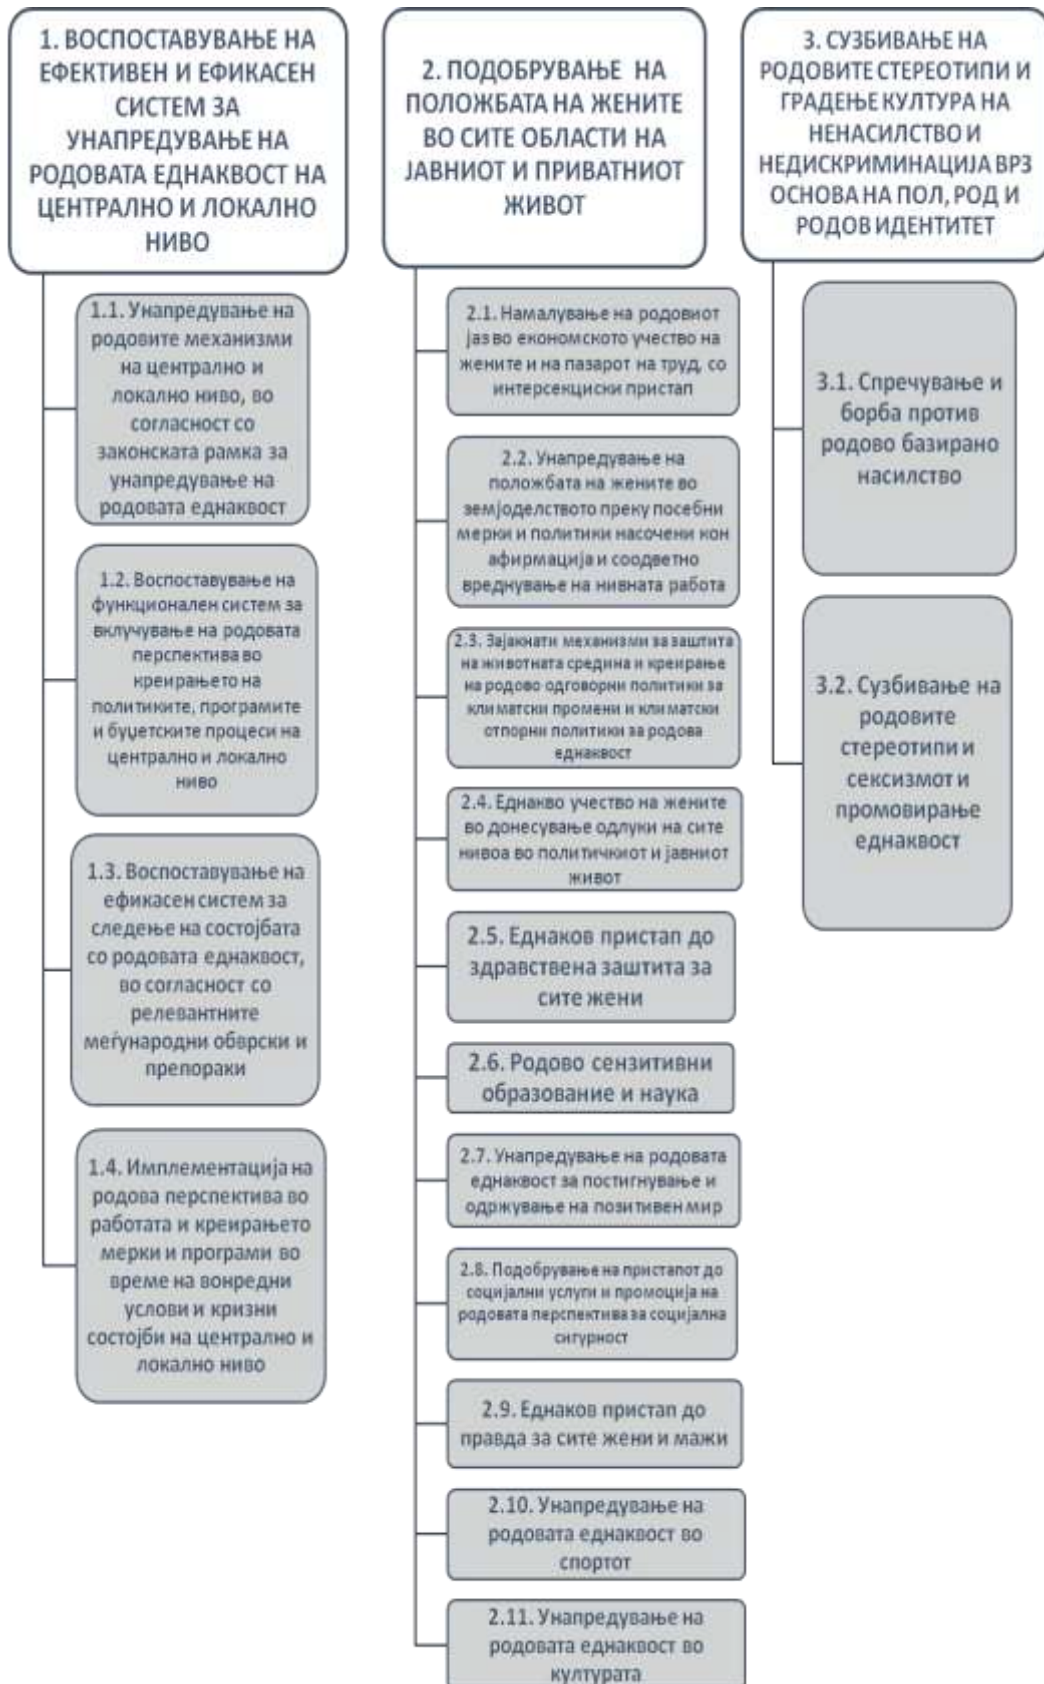 1. ВОСПОСТАВУВАЊЕ НА
ЕФЕКТИВЕН И ЕФИКАСЕН
СИСТЕМ ЗА
УНАПРЕДУВАЊЕ НА
РОДОВАТА ЕДНАКВОСТ НА
ЦЕНТРАЛНО И ЛОКАЛНО
НИВО
1.1. Унапредување на
родовите механизми
на централно и
локално ниво, во
согласност со
законската рамка за
унапредување на
родовата еднаквост
1.2. Воспоставување на
функционален систем за
вклучување на родовата
перспектива во
креирањето на
политиките, програмите
и буџетските процеси на
централно и локално
ниво
1.3. Воспоставување на
ефикасен систем за
следење на состојбата
со родовата еднаквост,
во согласност со
релевантните
меѓународни обврски и
препораки
1.4. Имплементација на
родова перспектива во
работата и креирањето
мерки и програми во
време на вонредни
услови и кризни
состојби на централно и
локално ниво
2. ПОДОБРУВАЊЕ НА
ПОЛОЖБАТА НА ЖЕНИТЕ
ВО СИТЕ ОБЛАСТИ НА
ЈАВНИОТ И ПРИВАТНИОТ
ЖИВОТ
2.1. Намалување на родовиот
јаз во економското учество на
жените и на пазарот на труд, со
интерсекциски пристап
2.2. Унапредување на
положбата на жените во
земјоделството преку посебни
мерки и политики насочени кон
афирмација и соодветно
вреднување на нивната работа
2.3. Зајакнати механизми за заштита
на животната средина и креирање
на родово одговорни политики за
климатски промени и климатски
отпорни политики за родова
еднаквост
2.4. Еднакво учество на жените
во донесување одлуки на сите
нивоа во политичкиот и јавниот
живот
2.5. Еднаков пристап до
здравствена заштита за
сите жени
2.6. Родово сензитивни
образование и наука
2.7. Унапредување на родовата
еднаквост за постигнување и
одржување на позитивен мир
2.8. Подобрување на пристапот до
социјални услуги и промоција на
родовата перспектива за социјална
сигурност
2.9. Еднаков пристап до
правда за сите жени и мажи
2.10. Унапредување на
родовата еднаквост во
спортот
2.11. Унапредување на
родовата еднаквост во
културата
3. СУЗБИВАЊЕ НА
РОДОВИТЕ СТЕРЕОТИПИ И
ГРАДЕЊЕ КУЛТУРА НА
НЕНАСИЛСТВО И
НЕДИСКРИМИНАЦИЈА ВРЗ
ОСНОВА НА ПОЛ, РОД И
РОДОВ ИДЕНТИТЕТ
3.1. Спречување и
борба против
родово базирано
насилство
3.2. Сузбивање на
родовите
стереотипи и
сексизмот и
промовирање
еднаквост